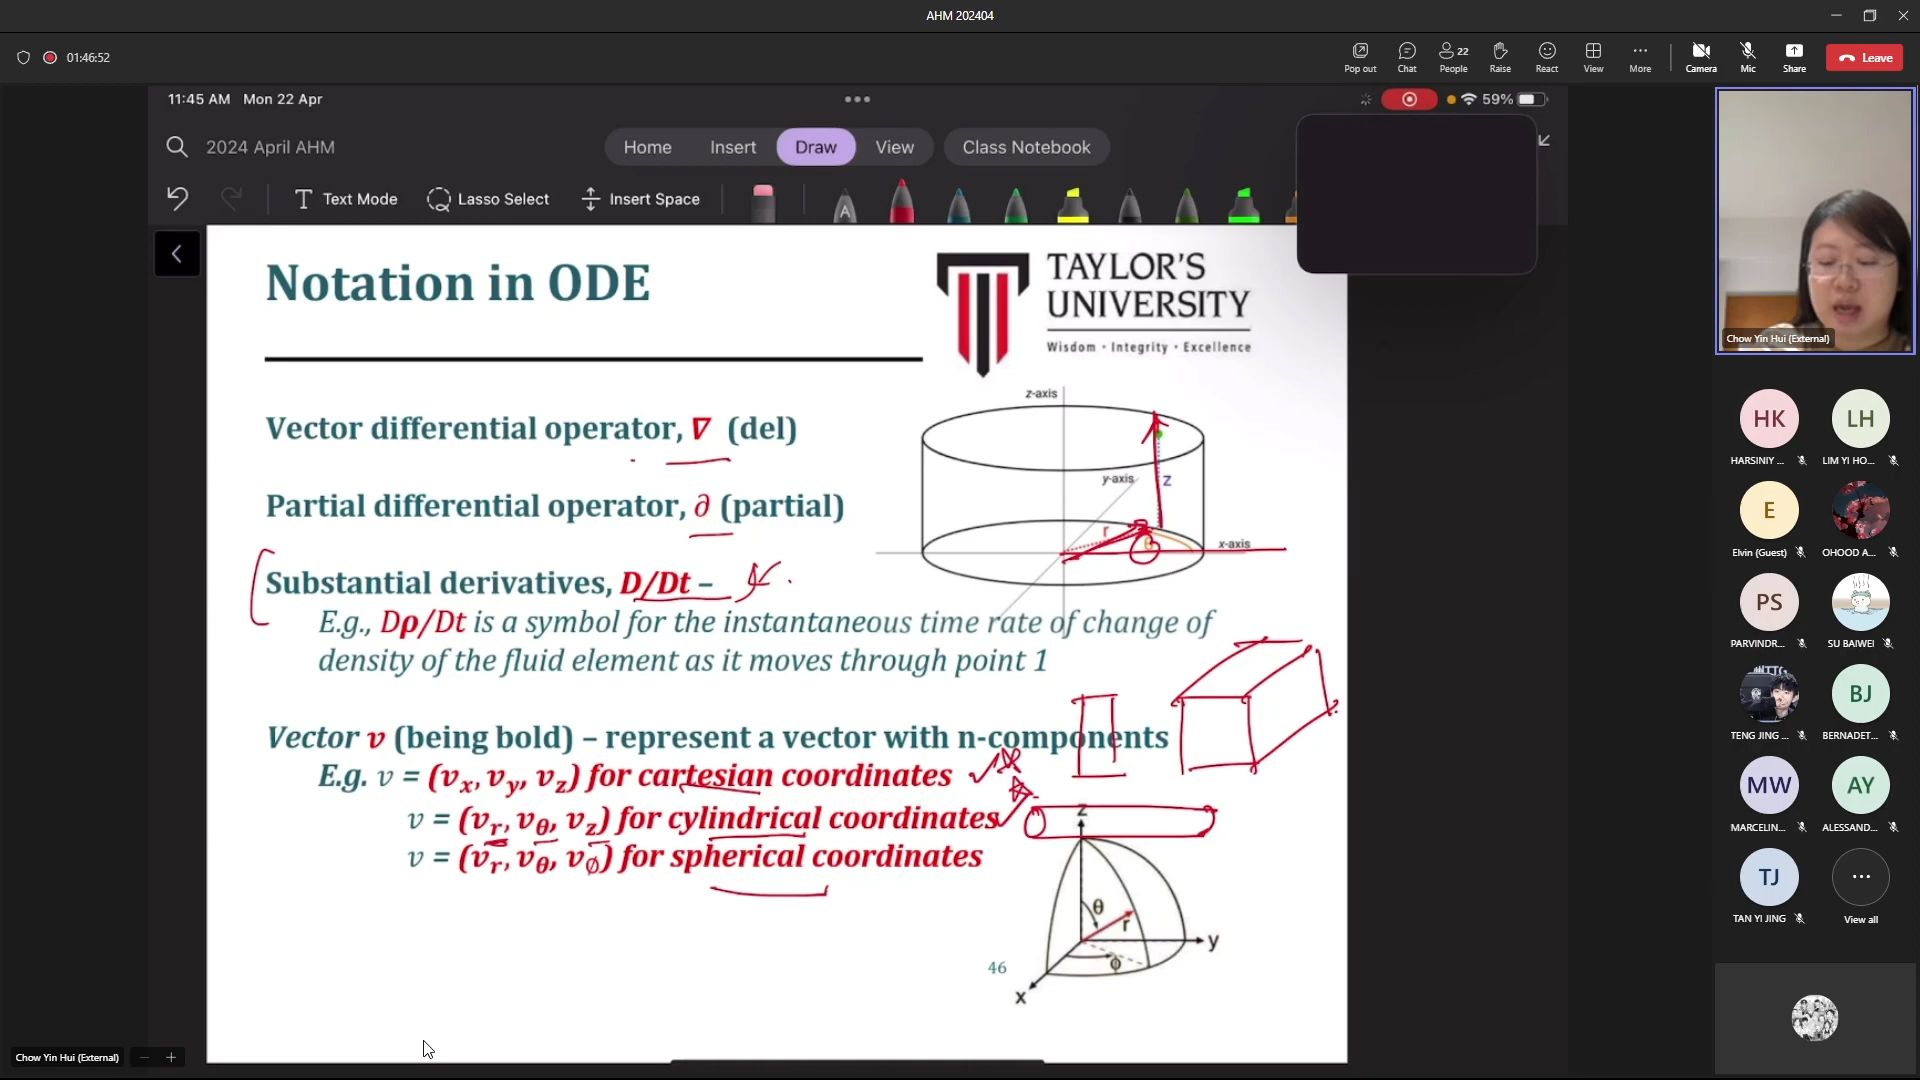 AHM 202404
01:46:52
Pop out
Chat
22
People
Raise
React
View
More
Camera
Mic
Share
Leave
11:45 AM Mon 22 Apr
59%
2024 April AHM
Home
Insert
Draw
View
Class Notebook
Text Mode
Lasso Select
Insert Space
A
Notation in ODE
TAYLOR'S
UNIVERSITY
Wisdom · Integrity · Excellence
Vector differential operator, ∇ (del)
Partial differential operator, ∂ (partial)
Substantial derivatives, D/Dt –
E.g., Dρ/Dt is a symbol for the instantaneous time rate of change of
density of the fluid element as it moves through point 1
Vector v (being bold) – represent a vector with n-components
E.g. v = (vx, vy, vz) for cartesian coordinates
v = (vr, vθ, vz) for cylindrical coordinates
v = (vr, vθ, vϕ) for spherical coordinates
z-axis
y-axis
z
r
θ
x-axis
z
θ
r
y
ϕ
x
46
Chow Yin Hui (External)
HK
LH
HARSINIY ...
LIM YI HO...
E
Elvin (Guest)
OHOOD A...
PS
PARVINDR...
SU BAIWEI
BJ
TENG JING ...
BERNADET...
MW
AY
MARCELIN...
ALESSAND...
TJ
TAN YI JING
View all
Chow Yin Hui (External)